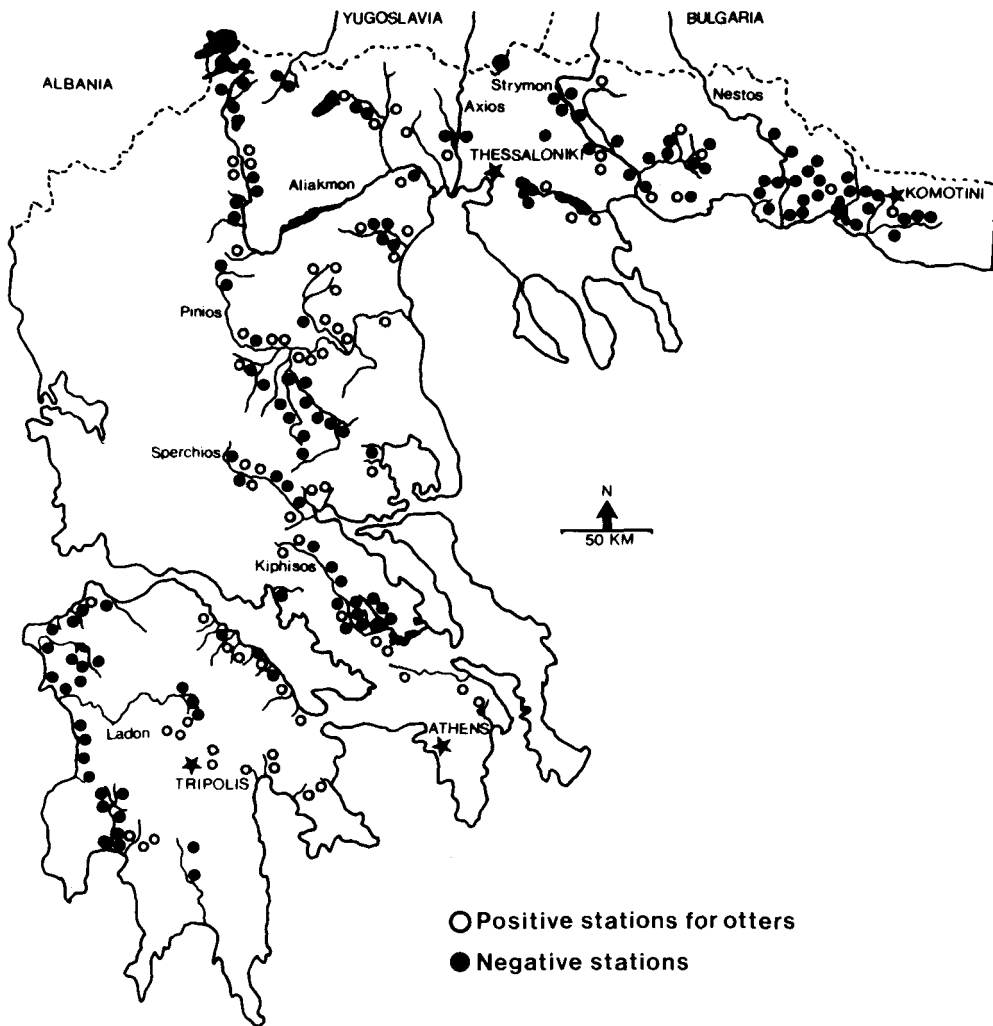 YUGOSLAVIA
BULGARIA
ALBANIA
Strymon
Nestos
Axios
THESSALONIKI
KOMOTINI
Aliakmon
Pinios
Sperchios
N
50 KM
Kiphisos
Ladon
ATHENS
TRIPOLIS
Positive stations for otters
Negative stations